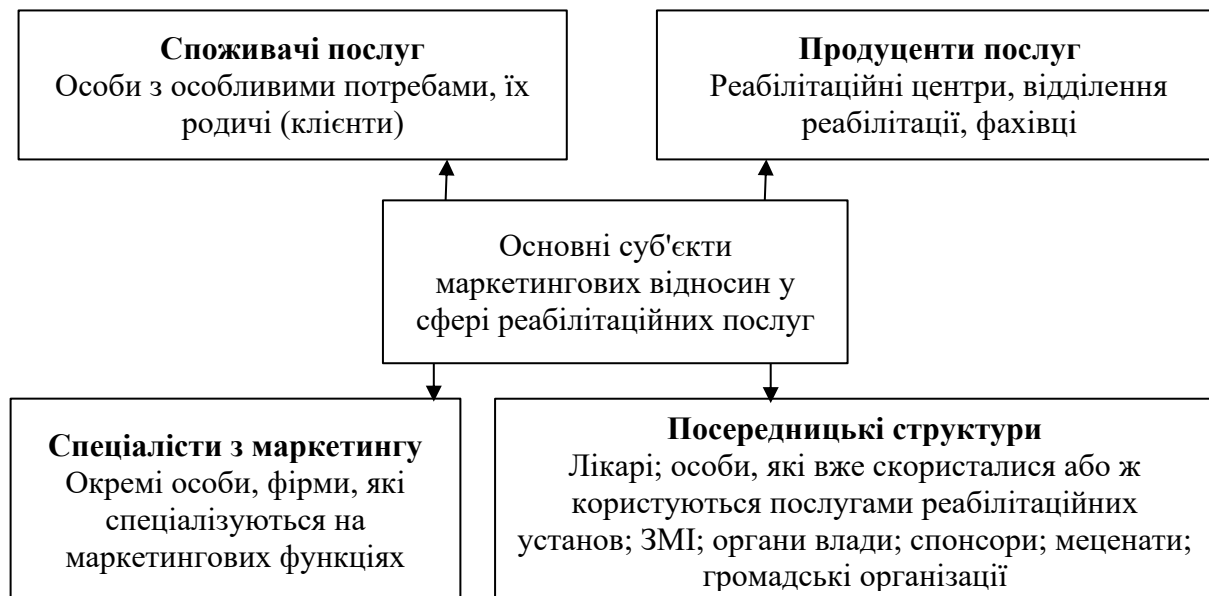 Споживачі послуг
Особи з особливими потребами, їх
родичі (клієнти)
Продуценти послуг
Реабілітаційні центри, відділення
реабілітації, фахівці
Основні суб'єкти
маркетингових відносин у
сфері реабілітаційних послуг
Спеціалісти з маркетингу
Окремі особи, фірми, які
спеціалізуються на
маркетингових функціях
Посередницькі структури
Лікарі; особи, які вже скористалися або ж
користуються послугами реабілітаційних
установ; ЗМІ; органи влади; спонсори; меценати;
громадські організації